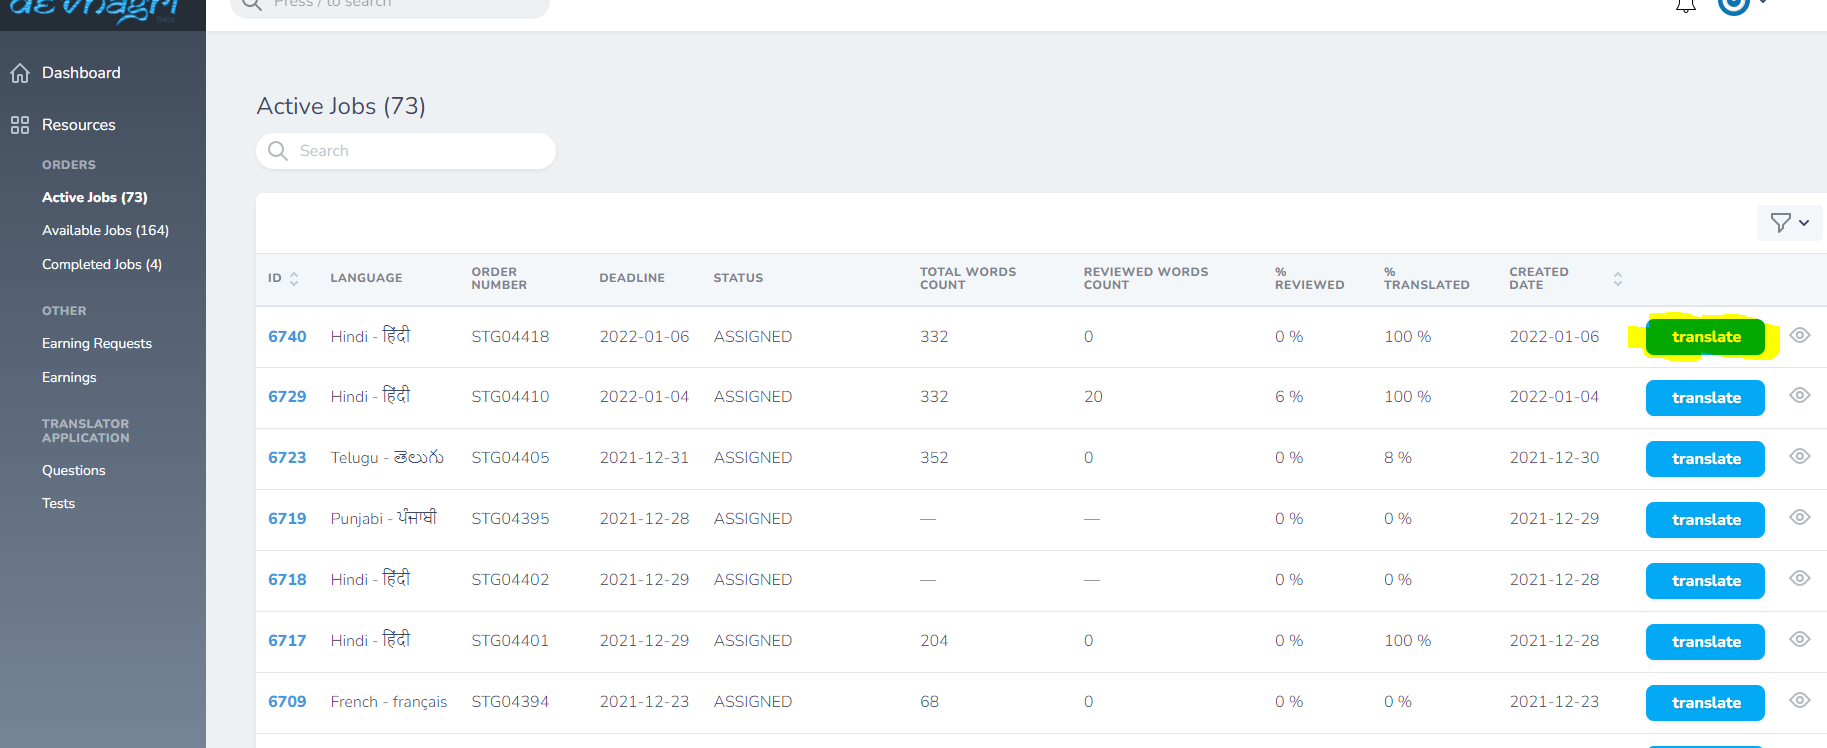 devnagri
Beta
Press / to search
Dashboard
Resources
ORDERS
Active Jobs (73)
Available Jobs (164)
Completed Jobs (4)
OTHER
Earning Requests
Earnings
TRANSLATOR
APPLICATION
Questions
Tests
Active Jobs (73)
Search
ID LANGUAGE ORDER NUMBER DEADLINE STATUS TOTAL WORDS COUNT REVIEWED WORDS COUNT % REVIEWED % TRANSLATED CREATED DATE
6740 Hindi - हिंदी STG04418 2022-01-06 ASSIGNED 332 0 0 % 100 % 2022-01-06 translate
6729 Hindi - हिंदी STG04410 2022-01-04 ASSIGNED 332 20 6 % 100 % 2022-01-04 translate
6723 Telugu - తెలుగు STG04405 2021-12-31 ASSIGNED 352 0 0 % 8 % 2021-12-30 translate
6719 Punjabi - ਪੰਜਾਬੀ STG04395 2021-12-28 ASSIGNED — — 0 % 0 % 2021-12-29 translate
6718 Hindi - हिंदी STG04402 2021-12-29 ASSIGNED — — 0 % 0 % 2021-12-28 translate
6717 Hindi - हिंदी STG04401 2021-12-29 ASSIGNED 204 0 0 % 100 % 2021-12-28 translate
6709 French - français STG04394 2021-12-23 ASSIGNED 68 0 0 % 0 % 2021-12-23 translate